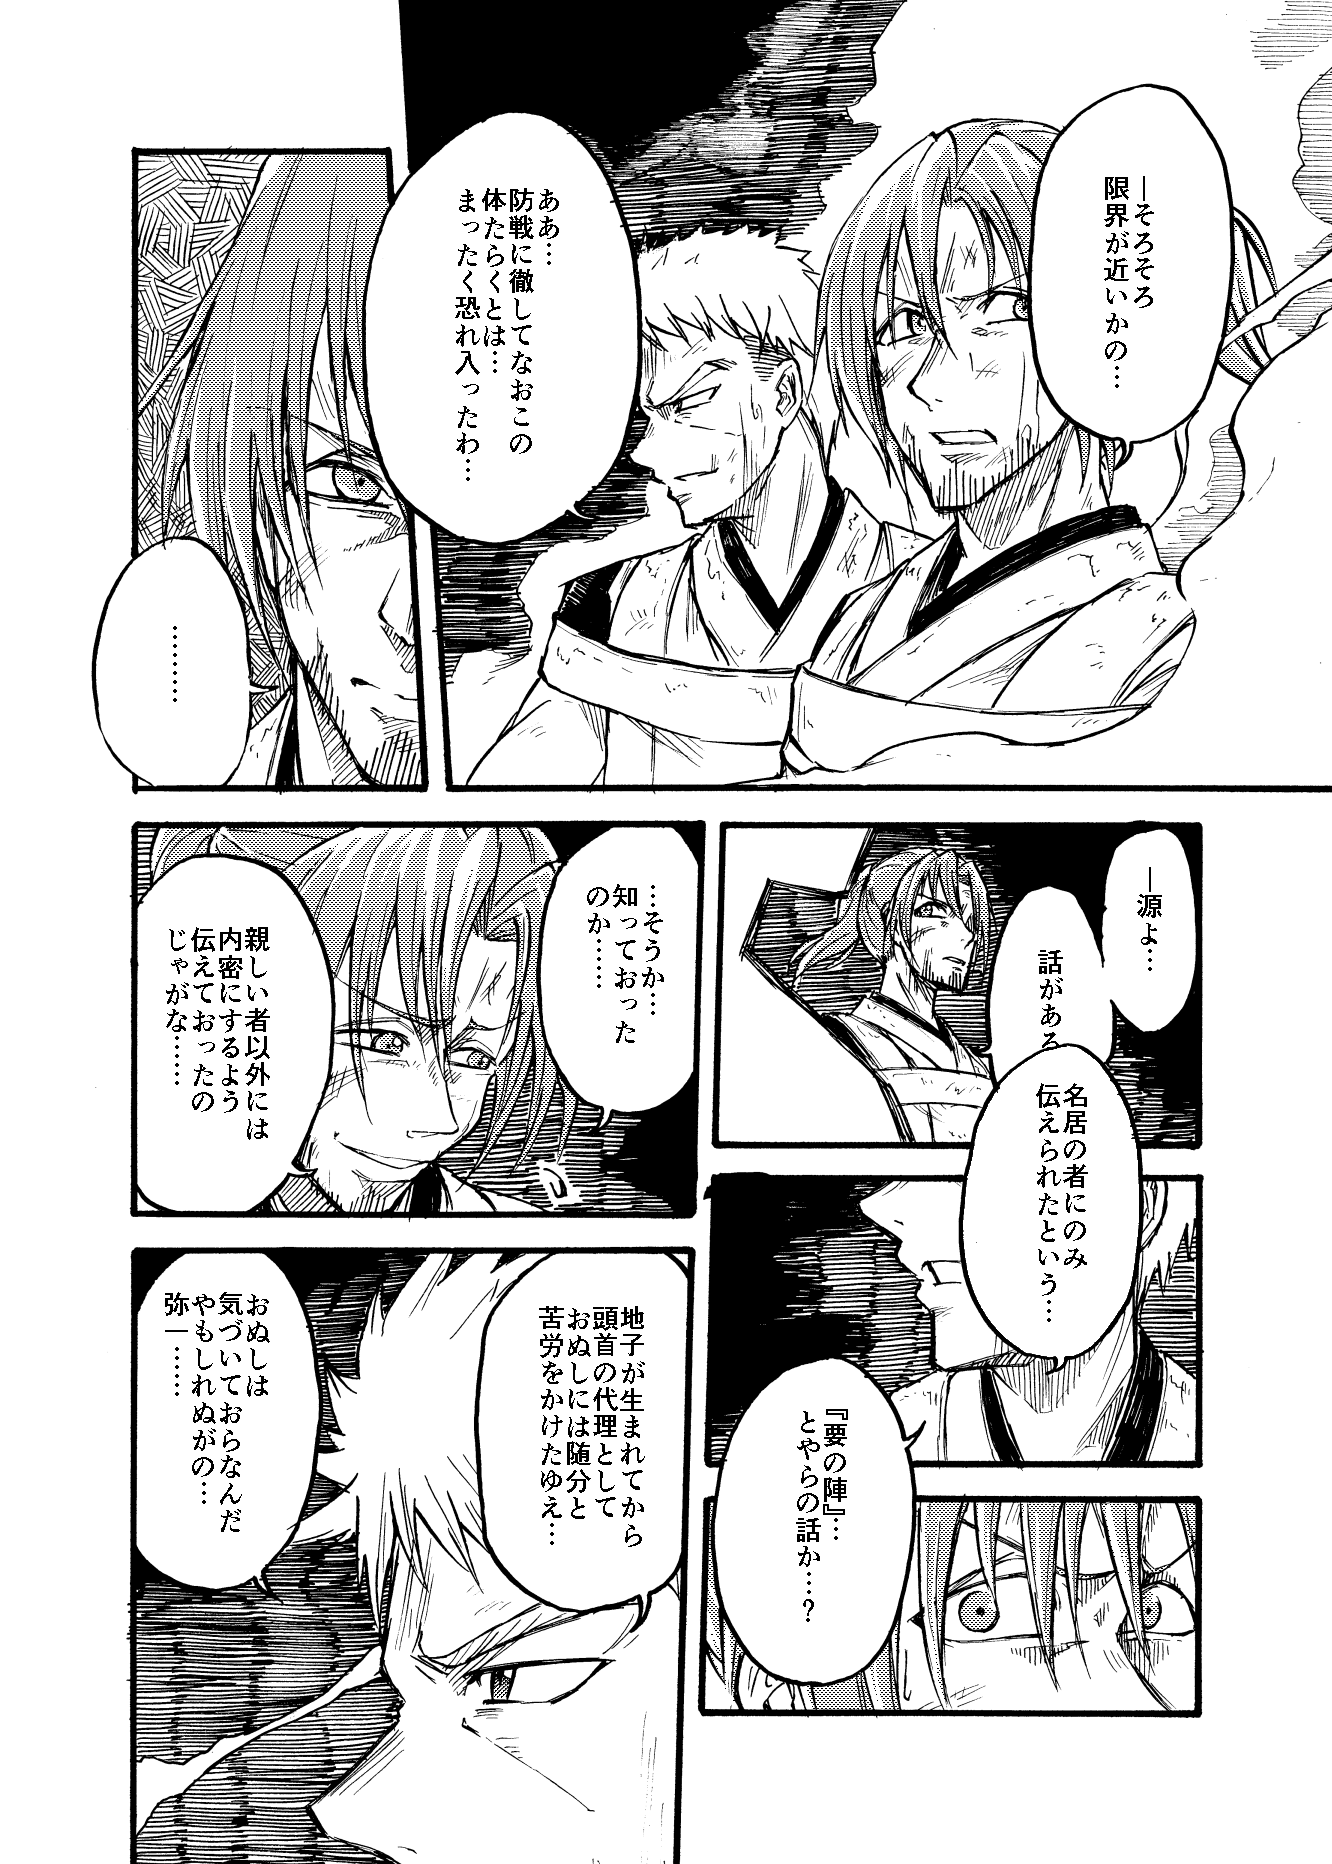 ―そろそろ
限界が近いかの…
ああ…
防戦に徹してなおこの
体たらくとは…
まったく恐れ入ったわ…
………
―源よ…
話がある
名居の者にのみ
伝えられたという…
『要の陣』…
とやらの話か…?
…そうか…
知っておった
のか……
親しい者以外には
内密にするよう
伝えておったの
じゃがな……
地子が生まれてから
頭首の代理として
おぬしには随分と
苦労をかけたゆえ…
おぬしは
気づいておらなんだ
やもしれぬがの…
弥―……